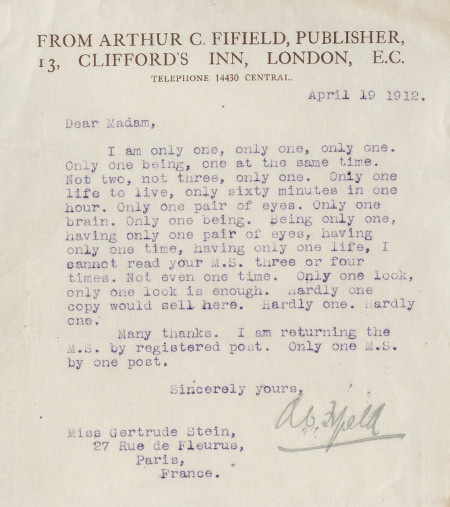 FROM ARTHUR C. FIFIELD, PUBLISHER,
13, CLIFFORD'S INN, LONDON, E.C.
TELEPHONE 14430 CENTRAL.
April 19 1912.
Dear Madam,
I am only one, only one, only one.
Only one being, one at the same time.
Not two, not three, only one. Only one
life to live, only sixty minutes in one
hour. Only one pair of eyes. Only one
brain. Only one being. Being only one,
having only one pair of eyes, having
only one time, having only one life, I
cannot read your M.S. three or four
times. Not even one time. Only one look,
only one look is enough. Hardly one
copy would sell here. Hardly one. Hardly
one.
Many thanks. I am returning the
M.S. by registered post. Only one M.S.
by one post.
Sincerely yours,
A.C. Fifield
Miss Gertrude Stein,
27 Rue de Fleurus,
Paris,
France.